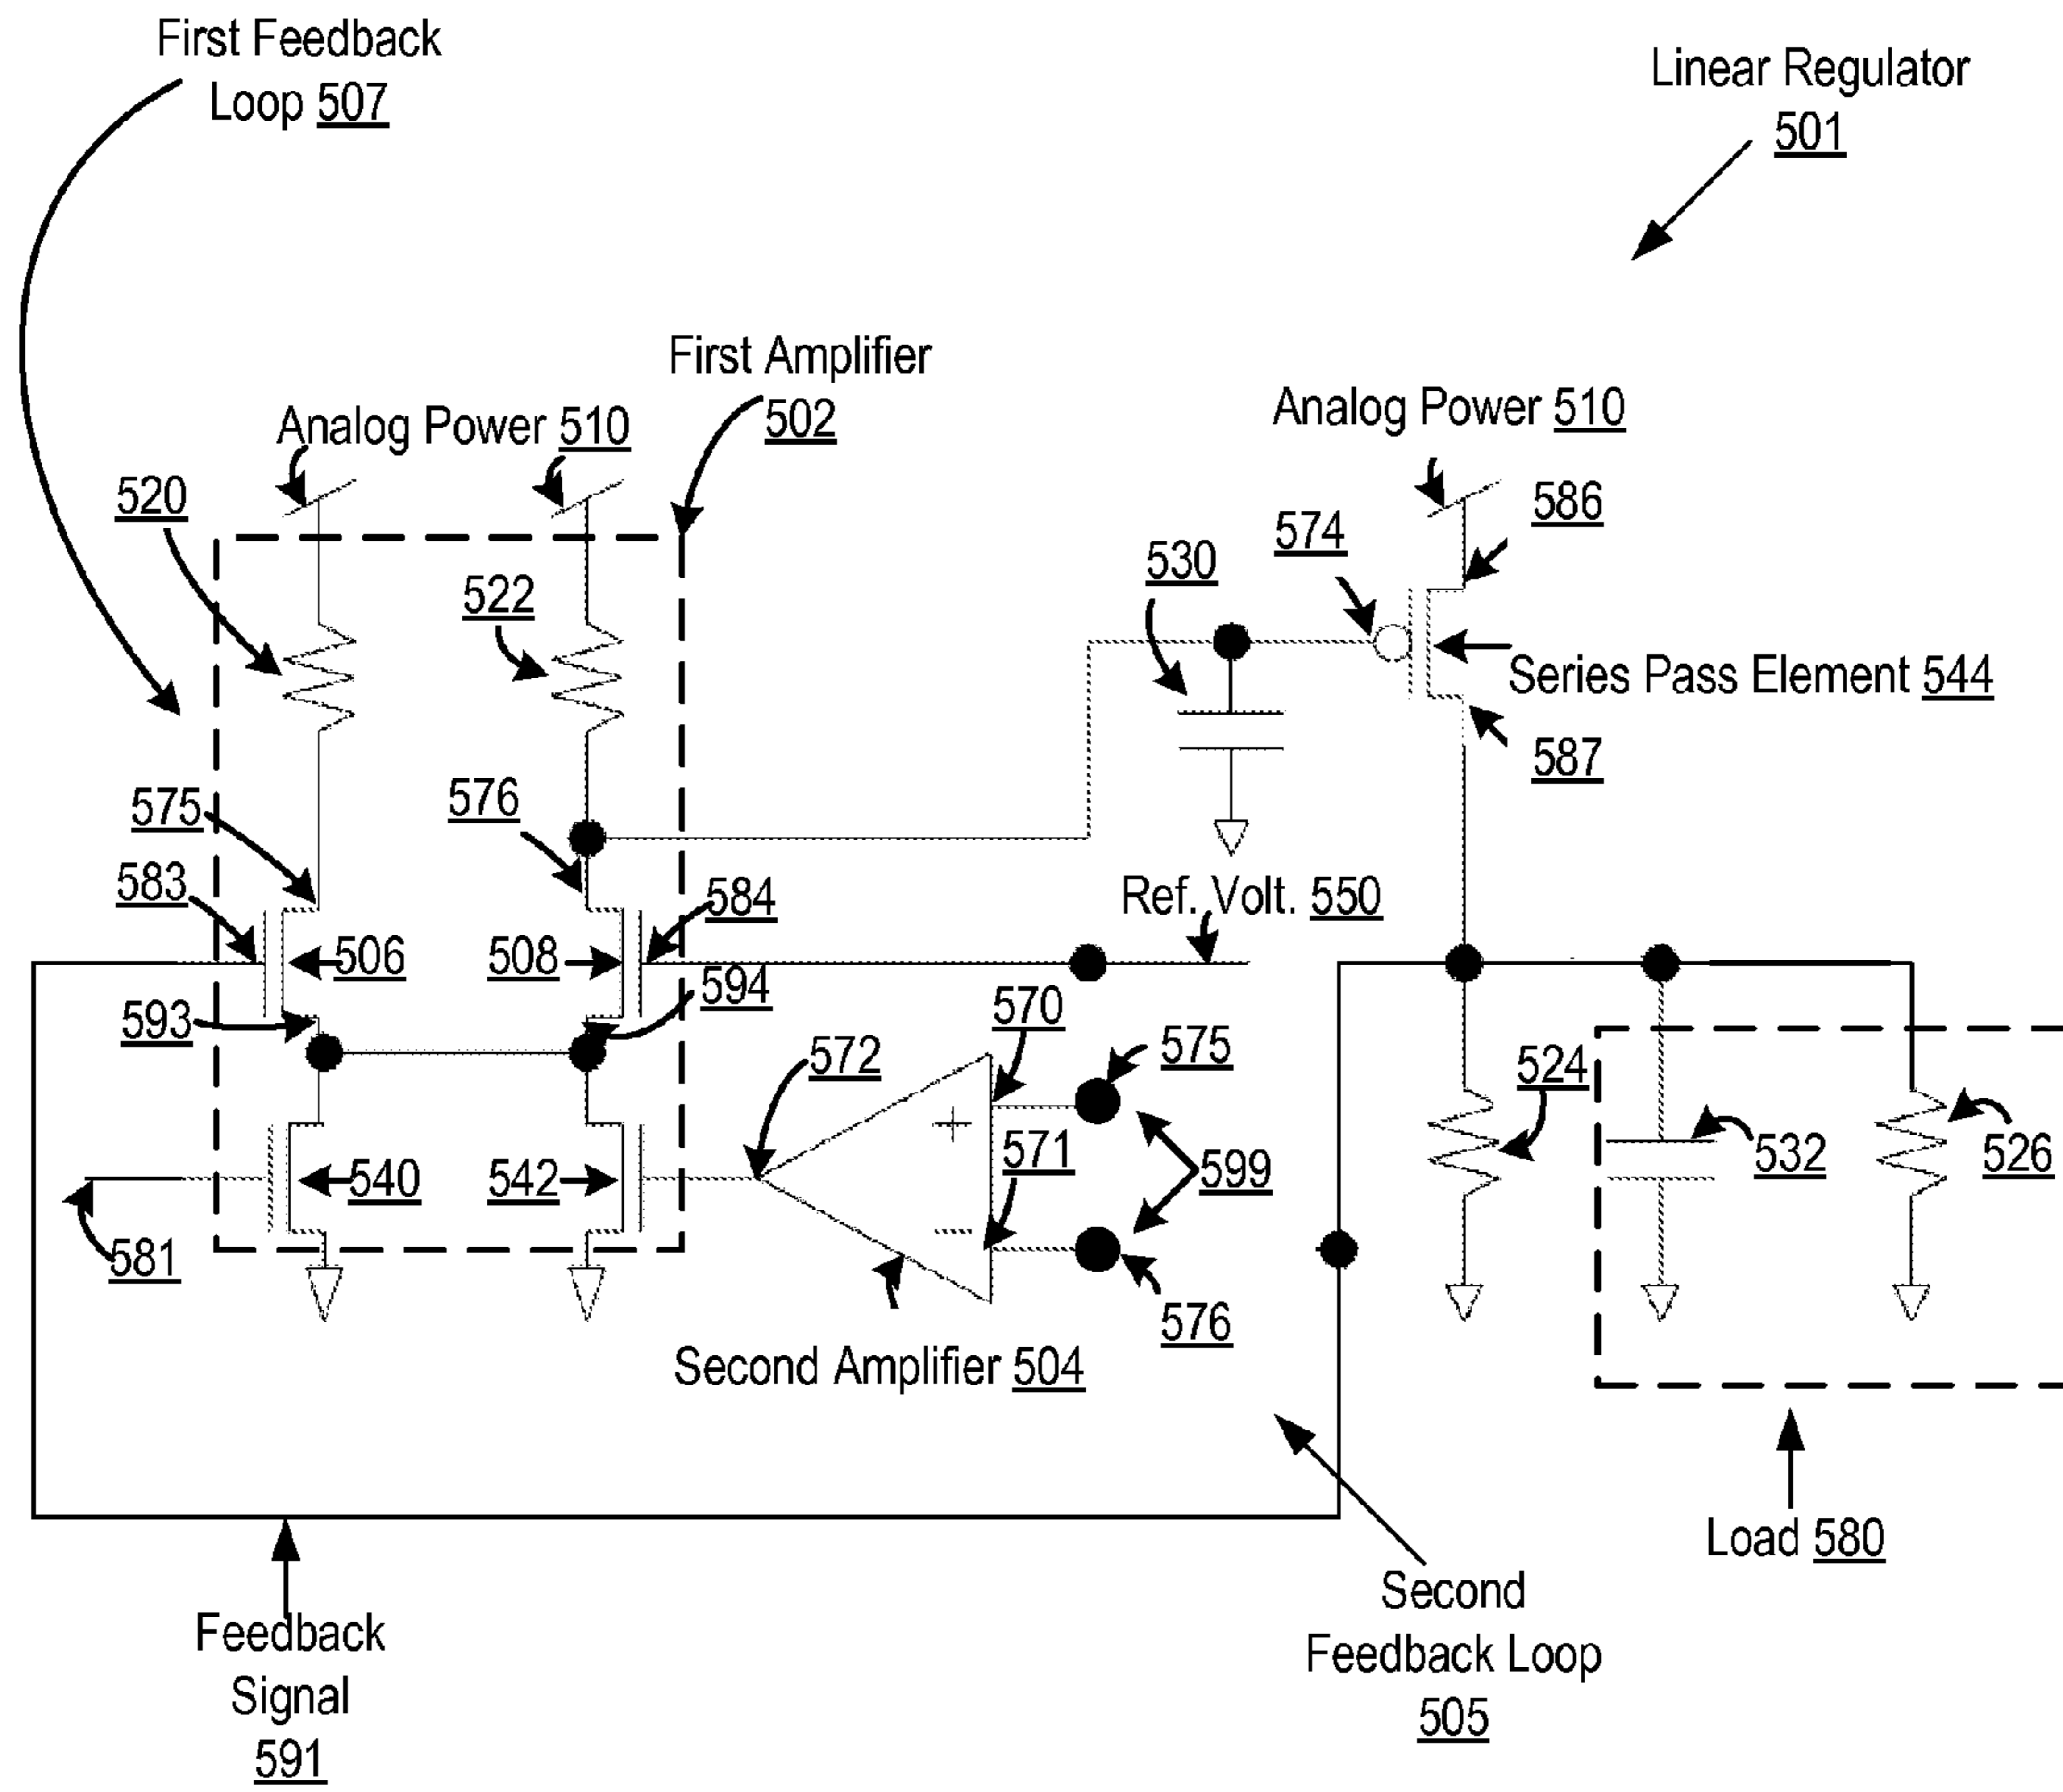 First Feedback
Loop 507
Linear Regulator
501
First Amplifier
502
Analog Power 510
Analog Power 510
520
586
574
530
522
Series Pass Element 544
587
575
576
583
584
Ref. Volt. 550
506
508
594
593
570
572
575
524
571
599
532
526
540
542
581
576
Second Amplifier 504
Load 580
Second
Feedback Loop
505
Feedback
Signal
591
+